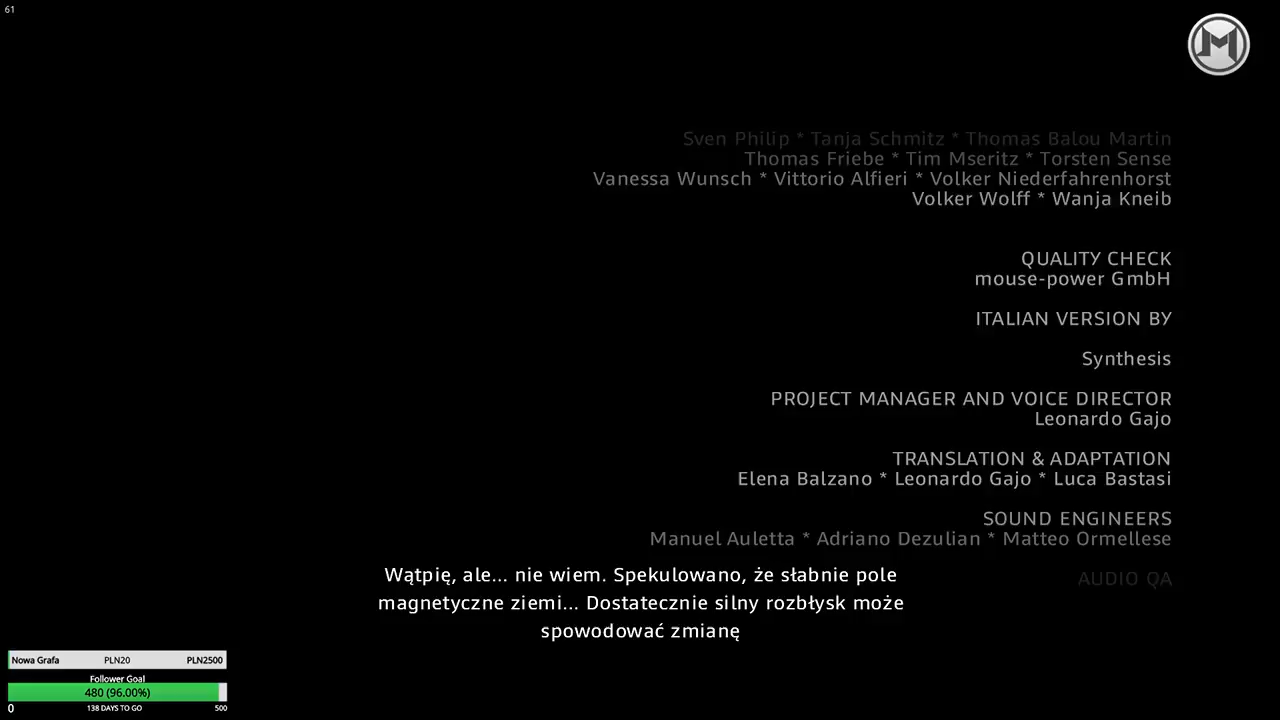 61
M
Sven Philip * Tanja Schmitz * Thomas Balou Martin
Thomas Friebe * Tim Mseritz * Torsten Sense
Vanessa Wunsch * Vittorio Alfieri * Volker Niederfahrenhorst
Volker Wolff * Wanja Kneib
QUALITY CHECK
mouse-power GmbH
ITALIAN VERSION BY
Synthesis
PROJECT MANAGER AND VOICE DIRECTOR
Leonardo Gajo
TRANSLATION & ADAPTATION
Elena Balzano * Leonardo Gajo * Luca Bastasi
SOUND ENGINEERS
Manuel Auletta * Adriano Dezulian * Matteo Ormellese
AUDIO QA
Wątpię, ale... nie wiem. Spekulowano, że słabnie pole
magnetyczne ziemi... Dostatecznie silny rozbłysk może
spowodować zmianę
Nowa Grafa PLN20 PLN2500
Follower Goal
480 (96.00%)
0 138 DAYS TO GO 500